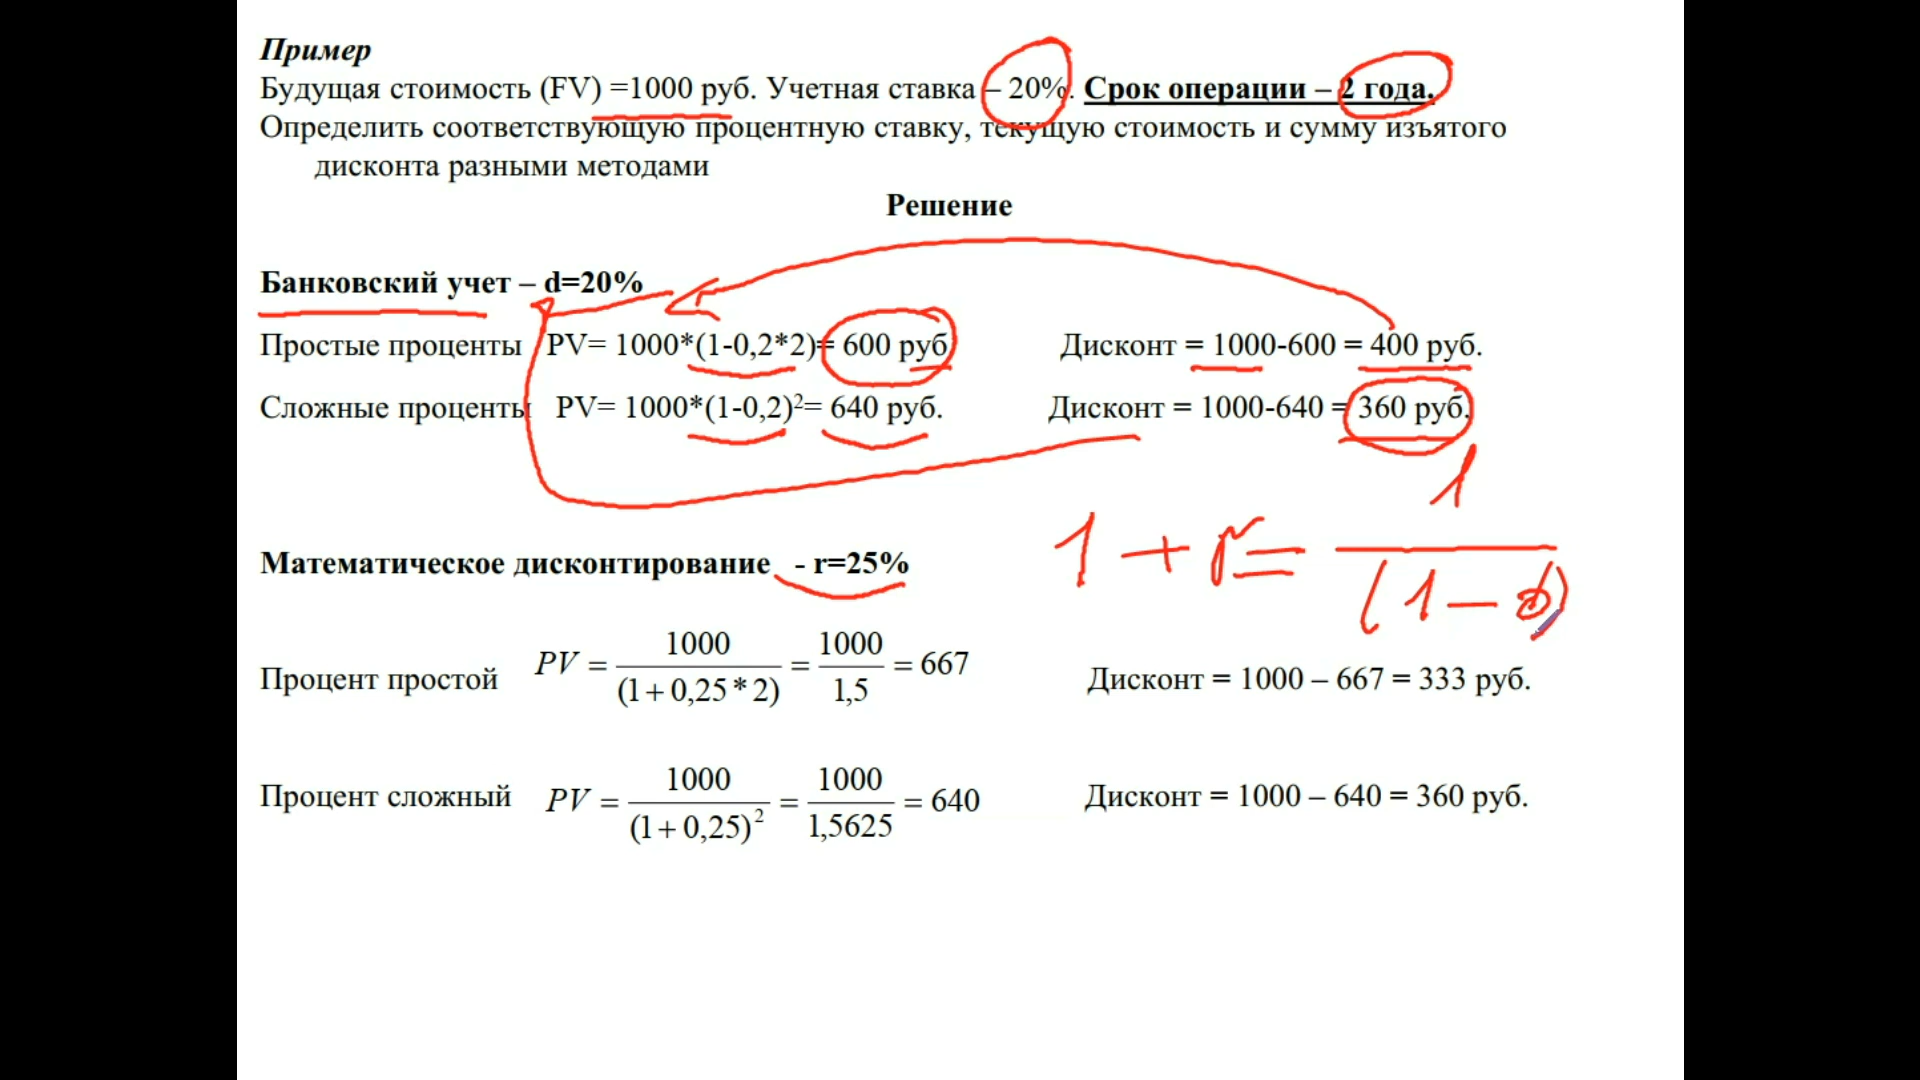 Пример
Будущая стоимость (FV) =1000 руб. Учетная ставка – 20%. Срок операции – 2 года.
Определить соответствующую процентную ставку, текущую стоимость и сумму изъятого
дисконта разными методами
Решение
Банковский учет – d=20%
Простые проценты PV= 1000*(1-0,2*2)= 600 руб. Дисконт = 1000-600 = 400 руб.
Сложные проценты PV= 1000*(1-0,2)²= 640 руб. Дисконт = 1000-640 = 360 руб.
1 + r = 1 / (1 – d)
Математическое дисконтирование - r=25%
Процент простой PV = 1000 / (1 + 0,25 * 2) = 1000 / 1,5 = 667 Дисконт = 1000 – 667 = 333 руб.
Процент сложный PV = 1000 / (1 + 0,25)² = 1000 / 1,5625 = 640 Дисконт = 1000 – 640 = 360 руб.